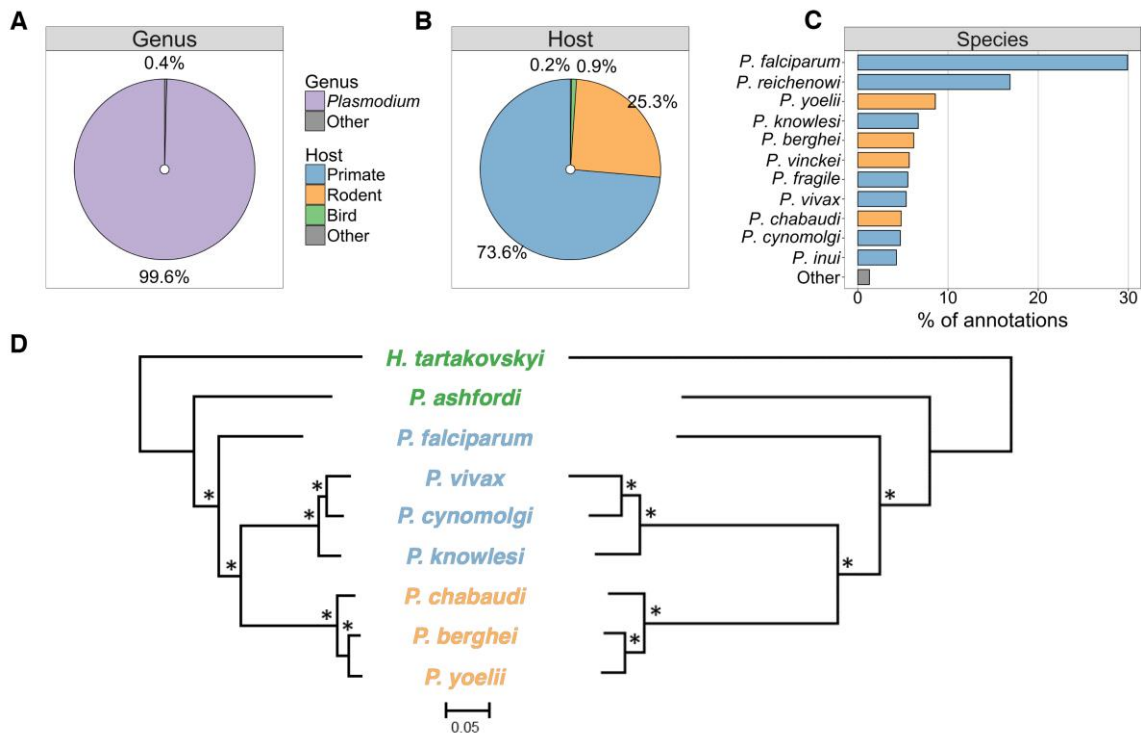 A
Genus
0.4%
99.6%
Genus
Plasmodium
Other
Host
Primate
Rodent
Bird
Other
B
Host
0.2%
0.9%
25.3%
73.6%
C
Species
P. falciparum
P. reichenowi
P. yoelii
P. knowlesi
P. berghei
P. vinckei
P. fragile
P. vivax
P. chabaudi
P. cynomolgi
P. inui
Other
0 10 20 30
% of annotations
D
H. tartakovskyi
P. ashfordi
P. falciparum
* * P. vivax *
* P. cynomolgi * *
* P. knowlesi *
* P. chabaudi *
* P. berghei *
P. yoelii
0.05